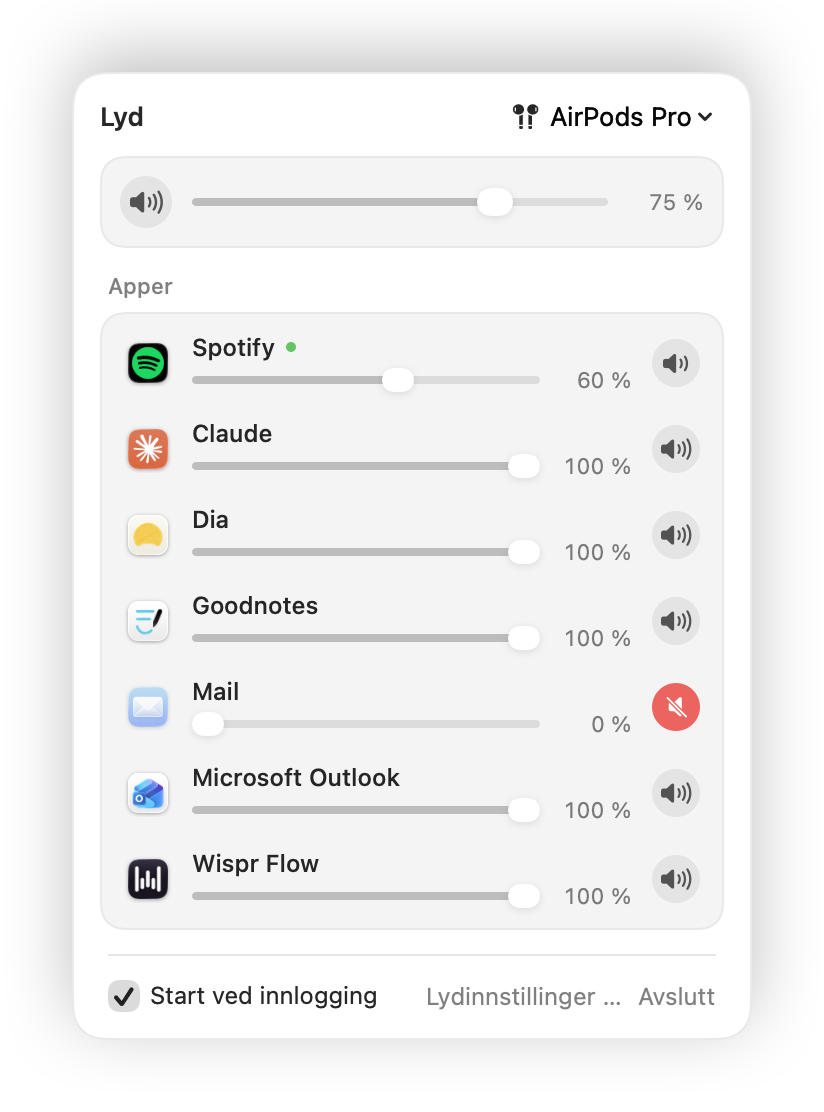 Lyd
AirPods Pro
75 %
Apper
Spotify
60 %
Claude
100 %
Dia
100 %
Goodnotes
100 %
Mail
0 %
Microsoft Outlook
100 %
Wispr Flow
100 %
Start ved innlogging
Lydinnstillinger ...
Avslutt